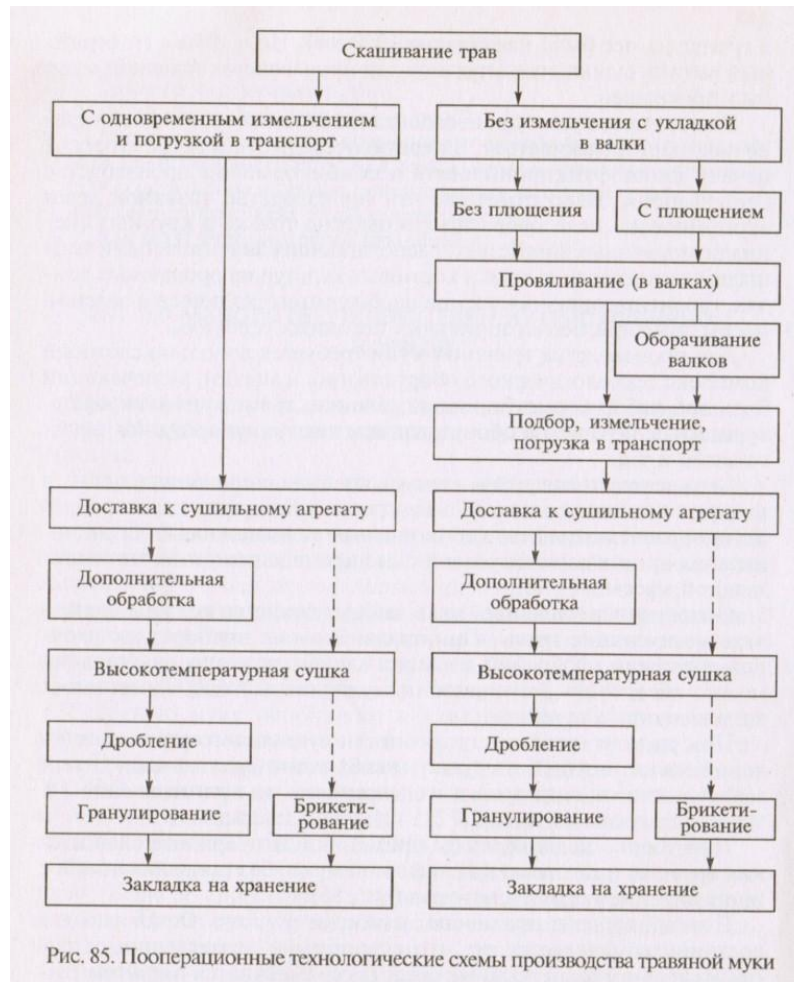 Скашивание травы
С одновременным измельчением
и погрузкой в транспорт
Без измельчения с укладкой
в валки
Без плющения
С плющением
Провяливание (в валках)
Оборачивание
валков
Подбор, измельчение,
погрузка в транспорт
Доставка к сушильному агрегату
Доставка к сушильному агрегату
Дополнительная
обработка
Дополнительная
обработка
Высотемпературная сушка
Высокотемпературная сушка
Дробление
Дробление
Гранулирование
Брикети-
рование
Гранулирование
Брикети-
рование
Закладка на хранение
Закладка на хранение
Рис. 85. Пооперационные технологические схемы производства травяной муки